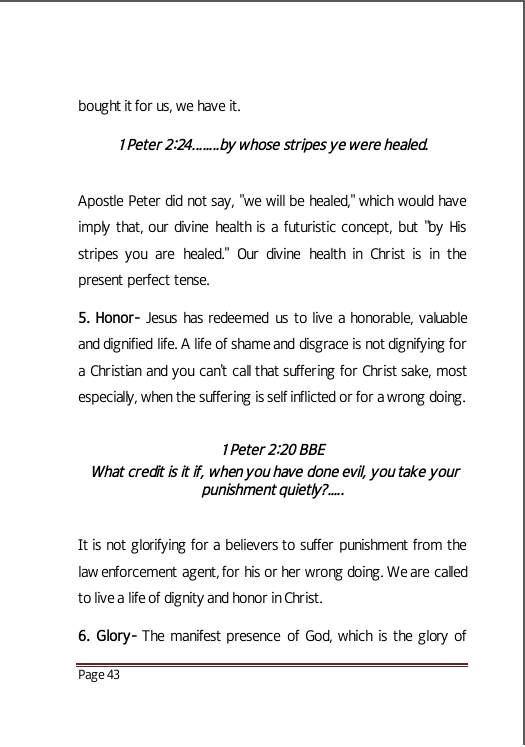 bought it for us, we have it.
1 Peter 2:24........by whose stripes ye were healed.
Apostle Peter did not say, "we will be healed," which would have
imply that, our divine health is a futuristic concept, but "by His
stripes you are healed." Our divine health in Christ is in the
present perfect tense.
5. Honor- Jesus has redeemed us to live a honorable, valuable
and dignified life. A life of shame and disgrace is not dignifying for
a Christian and you can't call that suffering for Christ sake, most
especially, when the suffering is self inflicted or for a wrong doing.
1 Peter 2:20 BBE
What credit is it if, when you have done evil, you take your
punishment quietly?.....
It is not glorifying for a believers to suffer punishment from the
law enforcement agent, for his or her wrong doing. We are called
to live a life of dignity and honor in Christ.
6. Glory- The manifest presence of God, which is the glory of
Page 43